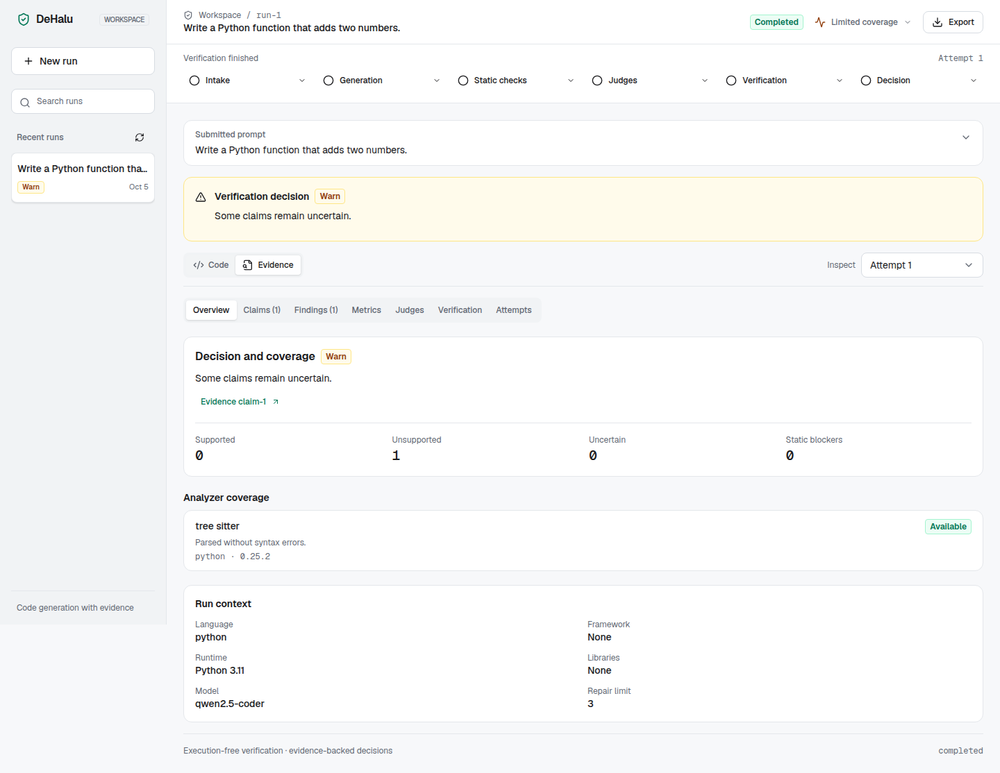 DeHalu
WORKSPACE
New run
Search runs
Recent runs
Write a Python function tha...
Warn
Oct 5
Code generation with evidence
Workspace / run-1
Write a Python function that adds two numbers.
Completed
Limited coverage
Export
Verification finished
Attempt 1
Intake
Generation
Static checks
Judges
Verification
Decision
Submitted prompt
Write a Python function that adds two numbers.
Verification decision
Warn
Some claims remain uncertain.
Code
Evidence
Inspect
Attempt 1
Overview
Claims (1)
Findings (1)
Metrics
Judges
Verification
Attempts
Decision and coverage
Warn
Some claims remain uncertain.
Evidence claim-1
Supported
Unsupported
Uncertain
Static blockers
0
1
0
0
Analyzer coverage
tree sitter
Available
Parsed without syntax errors.
python · 0.25.2
Run context
Language
Framework
python
None
Runtime
Libraries
Python 3.11
None
Model
Repair limit
qwen2.5-coder
3
Execution-free verification · evidence-backed decisions
completed